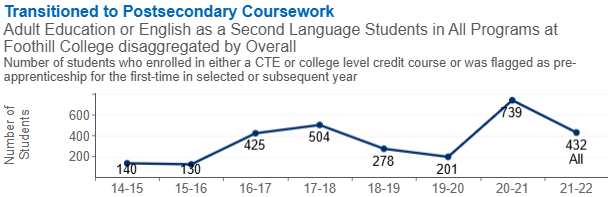 Transitioned to Postsecondary Coursework
Adult Education or English as a Second Language Students in All Programs at
Foothill College disaggregated by Overall
Number of students who enrolled in either a CTE or college level credit course or was flagged as pre-
apprenticeship for the first-time in selected or subsequent year
Number of
Students
600
400
200
140
130
425
504
278
201
739
432
All
14-15
15-16
16-17
17-18
18-19
19-20
20-21
21-22